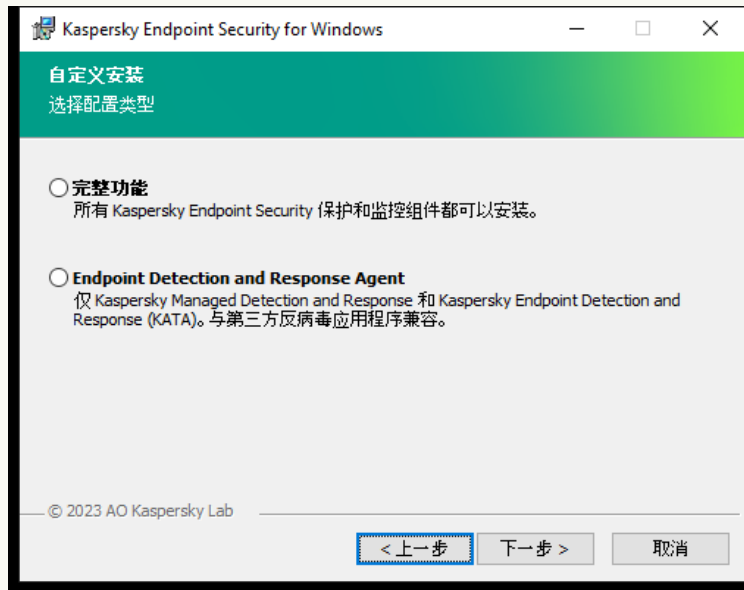 Kaspersky Endpoint Security for Windows
自定义安装
选择配置类型
完整功能
所有 Kaspersky Endpoint Security 保护和监控组件都可以安装。
Endpoint Detection and Response Agent
仅 Kaspersky Managed Detection and Response 和 Kaspersky Endpoint Detection and
Response (KATA)。与第三方反病毒应用程序兼容。
© 2023 AO Kaspersky Lab
< 上一步 下一步 > 取消